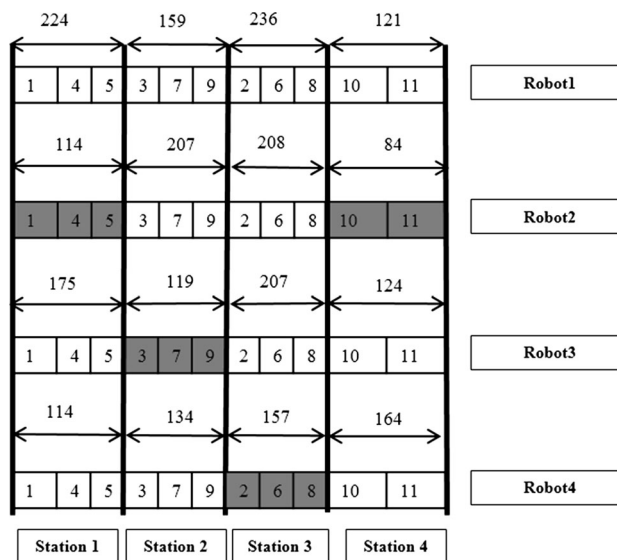 224 159 236 121
1 4 5 3 7 9 2 6 8 10 11 Robot1
114 207 208 84
1 4 5 3 7 9 2 6 8 10 11 Robot2
175 119 207 124
1 4 5 3 7 9 2 6 8 10 11 Robot3
114 134 157 164
1 4 5 3 7 9 2 6 8 10 11 Robot4
Station 1 Station 2 Station 3 Station 4